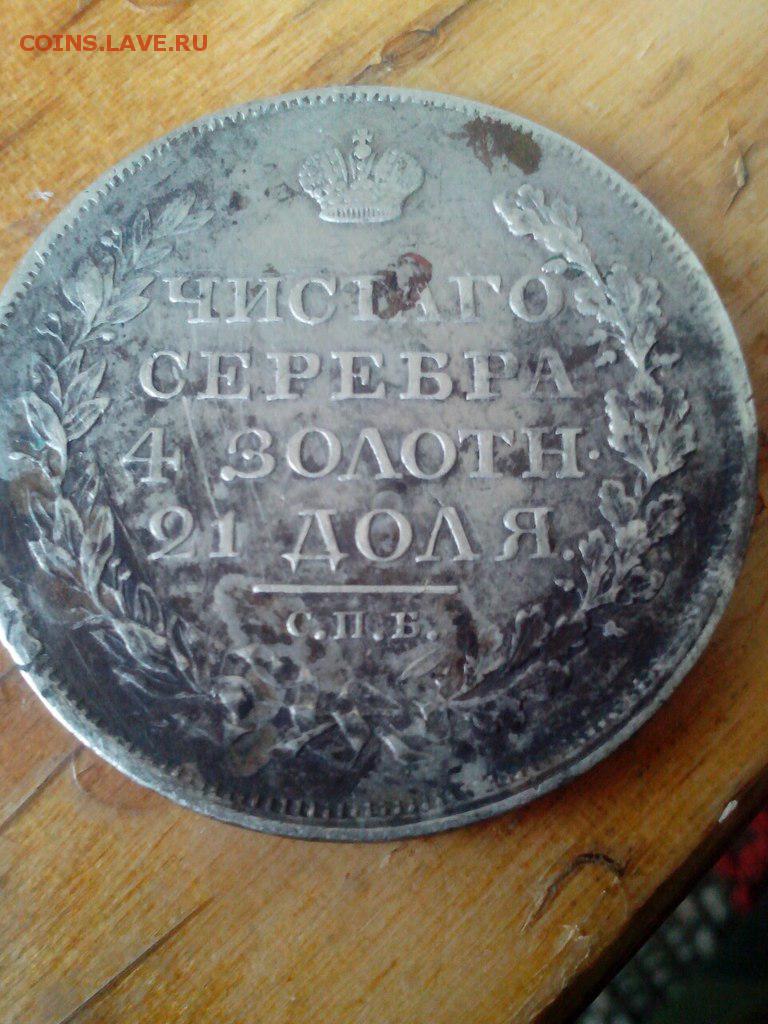 COINS.LAVE.RU
ЧИСТАГО
СЕРЕБРА
4 ЗОЛОТН.
21 ДОЛЯ.
С.П.Б.